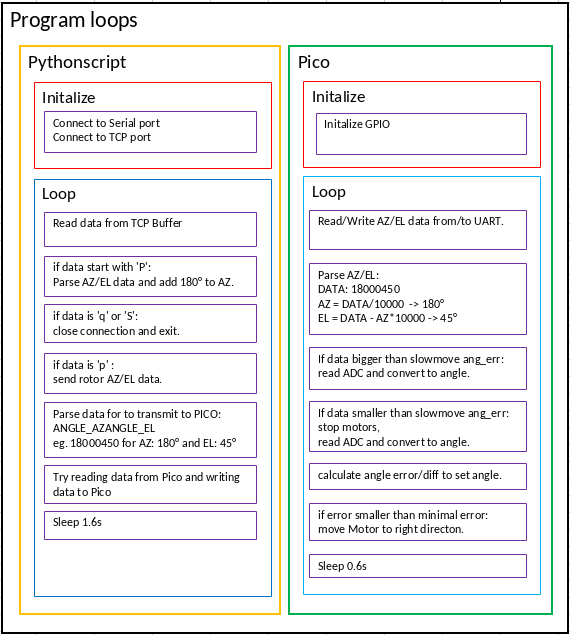 Program loops
Pythonscript
Initalize
Connect to Serial port
Connect to TCP port
Loop
Read data from TCP Buffer
if data start with 'P':
Parse AZ/EL data and add 180° to AZ.
if data is 'q' or 'S':
close connection and exit.
if data is 'p' :
send rotor AZ/EL data.
Parse data for to transmit to PICO:
ANGLE_AZANGLE_EL
eg. 18000450 for AZ: 180° and EL: 45°
Try reading data from Pico and writing
data to Pico
Sleep 1.6s
Pico
Initalize
Initalize GPIO
Loop
Read/Write AZ/EL data from/to UART.
Parse AZ/EL:
DATA: 18000450
AZ = DATA/10000 -> 180°
EL = DATA - AZ*10000 -> 45°
If data bigger than slowmove ang_err:
read ADC and convert to angle.
If data smaller than slowmove ang_err:
stop motors,
read ADC and convert to angle.
calculate angle error/diff to set angle.
if error smaller than minimal error:
move Motor to right directon.
Sleep 0.6s